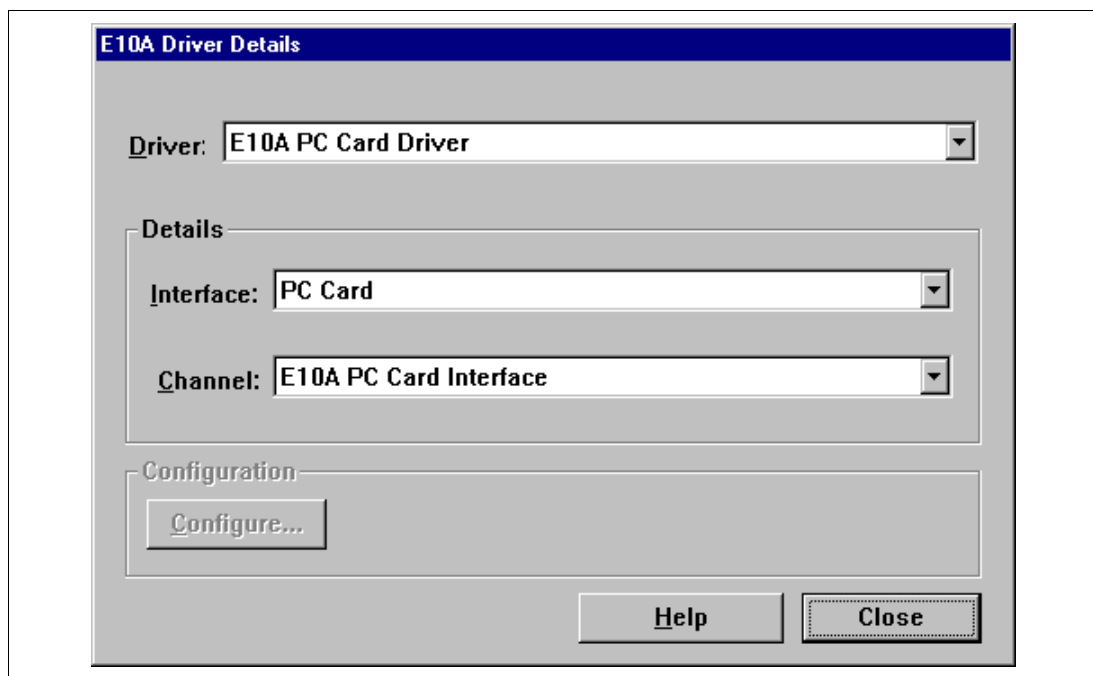 E10A Driver Details
Driver: E10A PC Card Driver
Details
Interface: PC Card
Channel: E10A PC Card Interface
Configuration
Configure...
Help Close